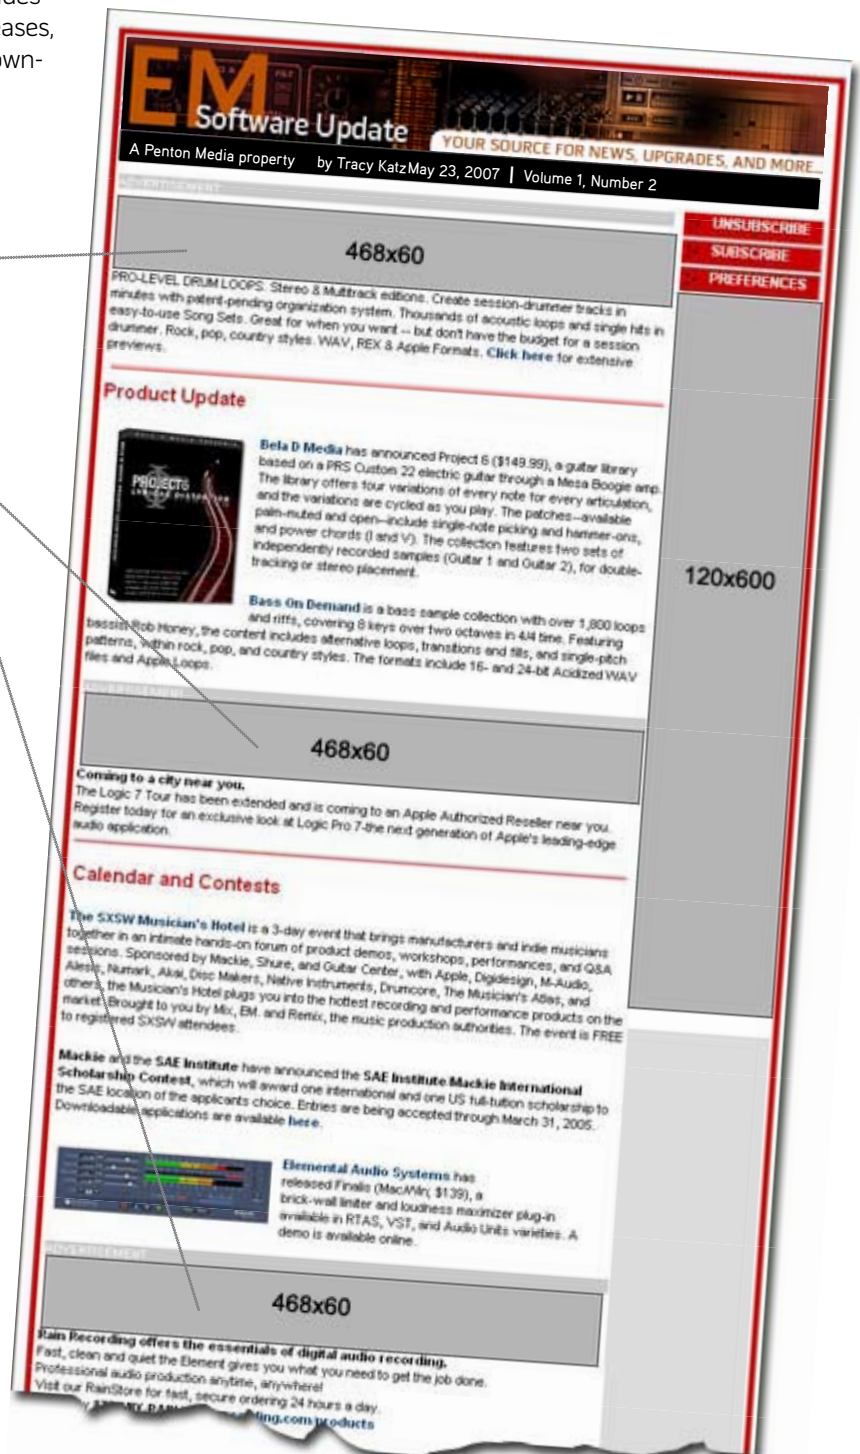 eases,
own-
EM
Software Update
YOUR SOURCE FOR NEWS, UPGRADES, AND MORE...
A Penton Media property by Tracy KatzMay 23, 2007 | Volume 1, Number 2
ADVERTISEMENT
UNSUBSCRIBE
SUBSCRIBE
PREFERENCES
468x60
PRO-LEVEL DRUM LOOPS. Stereo & Multitrack editions. Create session-drummer tracks in
minutes with patent-pending organization system. Thousands of acoustic loops and single hits in
easy-to-use Song Sets. Great for when you want -- but don't have the budget for a session
drummer. Rock, pop, country styles. WAV, REX & Apple Formats. Click here for extensive
previews.
Product Update
PROJECT6
Bela D Media has announced Project 6 ($149.99), a guitar library
based on a PRS Custom 22 electric guitar through a Mesa Boogie amp.
The library offers four variations of every note for every articulation,
and the variations are cycled as you play. The patches--available
palm-muted and open--include single-note picking and hammer-ons,
and power chords (I and V). The collection features two sets of
independently recorded samples (Guitar 1 and Guitar 2), for double-
tracking or stereo placement.
120x600
Bass On Demand is a bass sample collection with over 1,800 loops
and riffs, covering 8 keys over two octaves in 4/4 time. Featuring
bassist Rob Honey, the content includes alternative loops, transitions and fills, and single-pitch
patterns, within rock, pop, and country styles. The formats include 16- and 24-bit Acidized WAV
files and Apple Loops.
ADVERTISEMENT
468x60
Coming to a city near you.
The Logic 7 Tour has been extended and is coming to an Apple Authorized Reseller near you.
Register today for an exclusive look at Logic Pro 7-the next generation of Apple's leading-edge
audio application.
Calendar and Contests
The SXSW Musician's Hotel is a 3-day event that brings manufacturers and indie musicians
together in an intimate hands-on forum of product demos, workshops, performances, and Q&A
sessions. Sponsored by Mackie, Shure, and Guitar Center, with Apple, Digidesign, M-Audio,
Alesis, Numark, Akai, Disc Makers, Native Instruments, Drumcore, The Musician's Atlas, and
others, the Musician's Hotel plugs you into the hottest recording and performance products on the
market. Brought to you by Mix, EM. and Remix, the music production authorities. The event is FREE
to registered SXSW attendees.
Mackie and the SAE Institute have announced the SAE Institute Mackie International
Scholarship Contest, which will award one international and one US full-tuition scholarship to
the SAE location of the applicants choice. Entries are being accepted through March 31, 2005.
Downloadable applications are available here.
Elemental Audio Systems has
released Finalis (Mac/Win; $139), a
brick-wall limiter and loudness maximizer plug-in
available in RTAS, VST, and Audio Units varieties. A
demo is available online.
ADVERTISEMENT
468x60
Rain Recording offers the essentials of digital audio recording.
Fast, clean and quiet the Element gives you what you need to get the job done.
Professional audio production anytime, anywhere!
Visit our RainStore for fast, secure ordering 24 hours a day.
ding.com/products